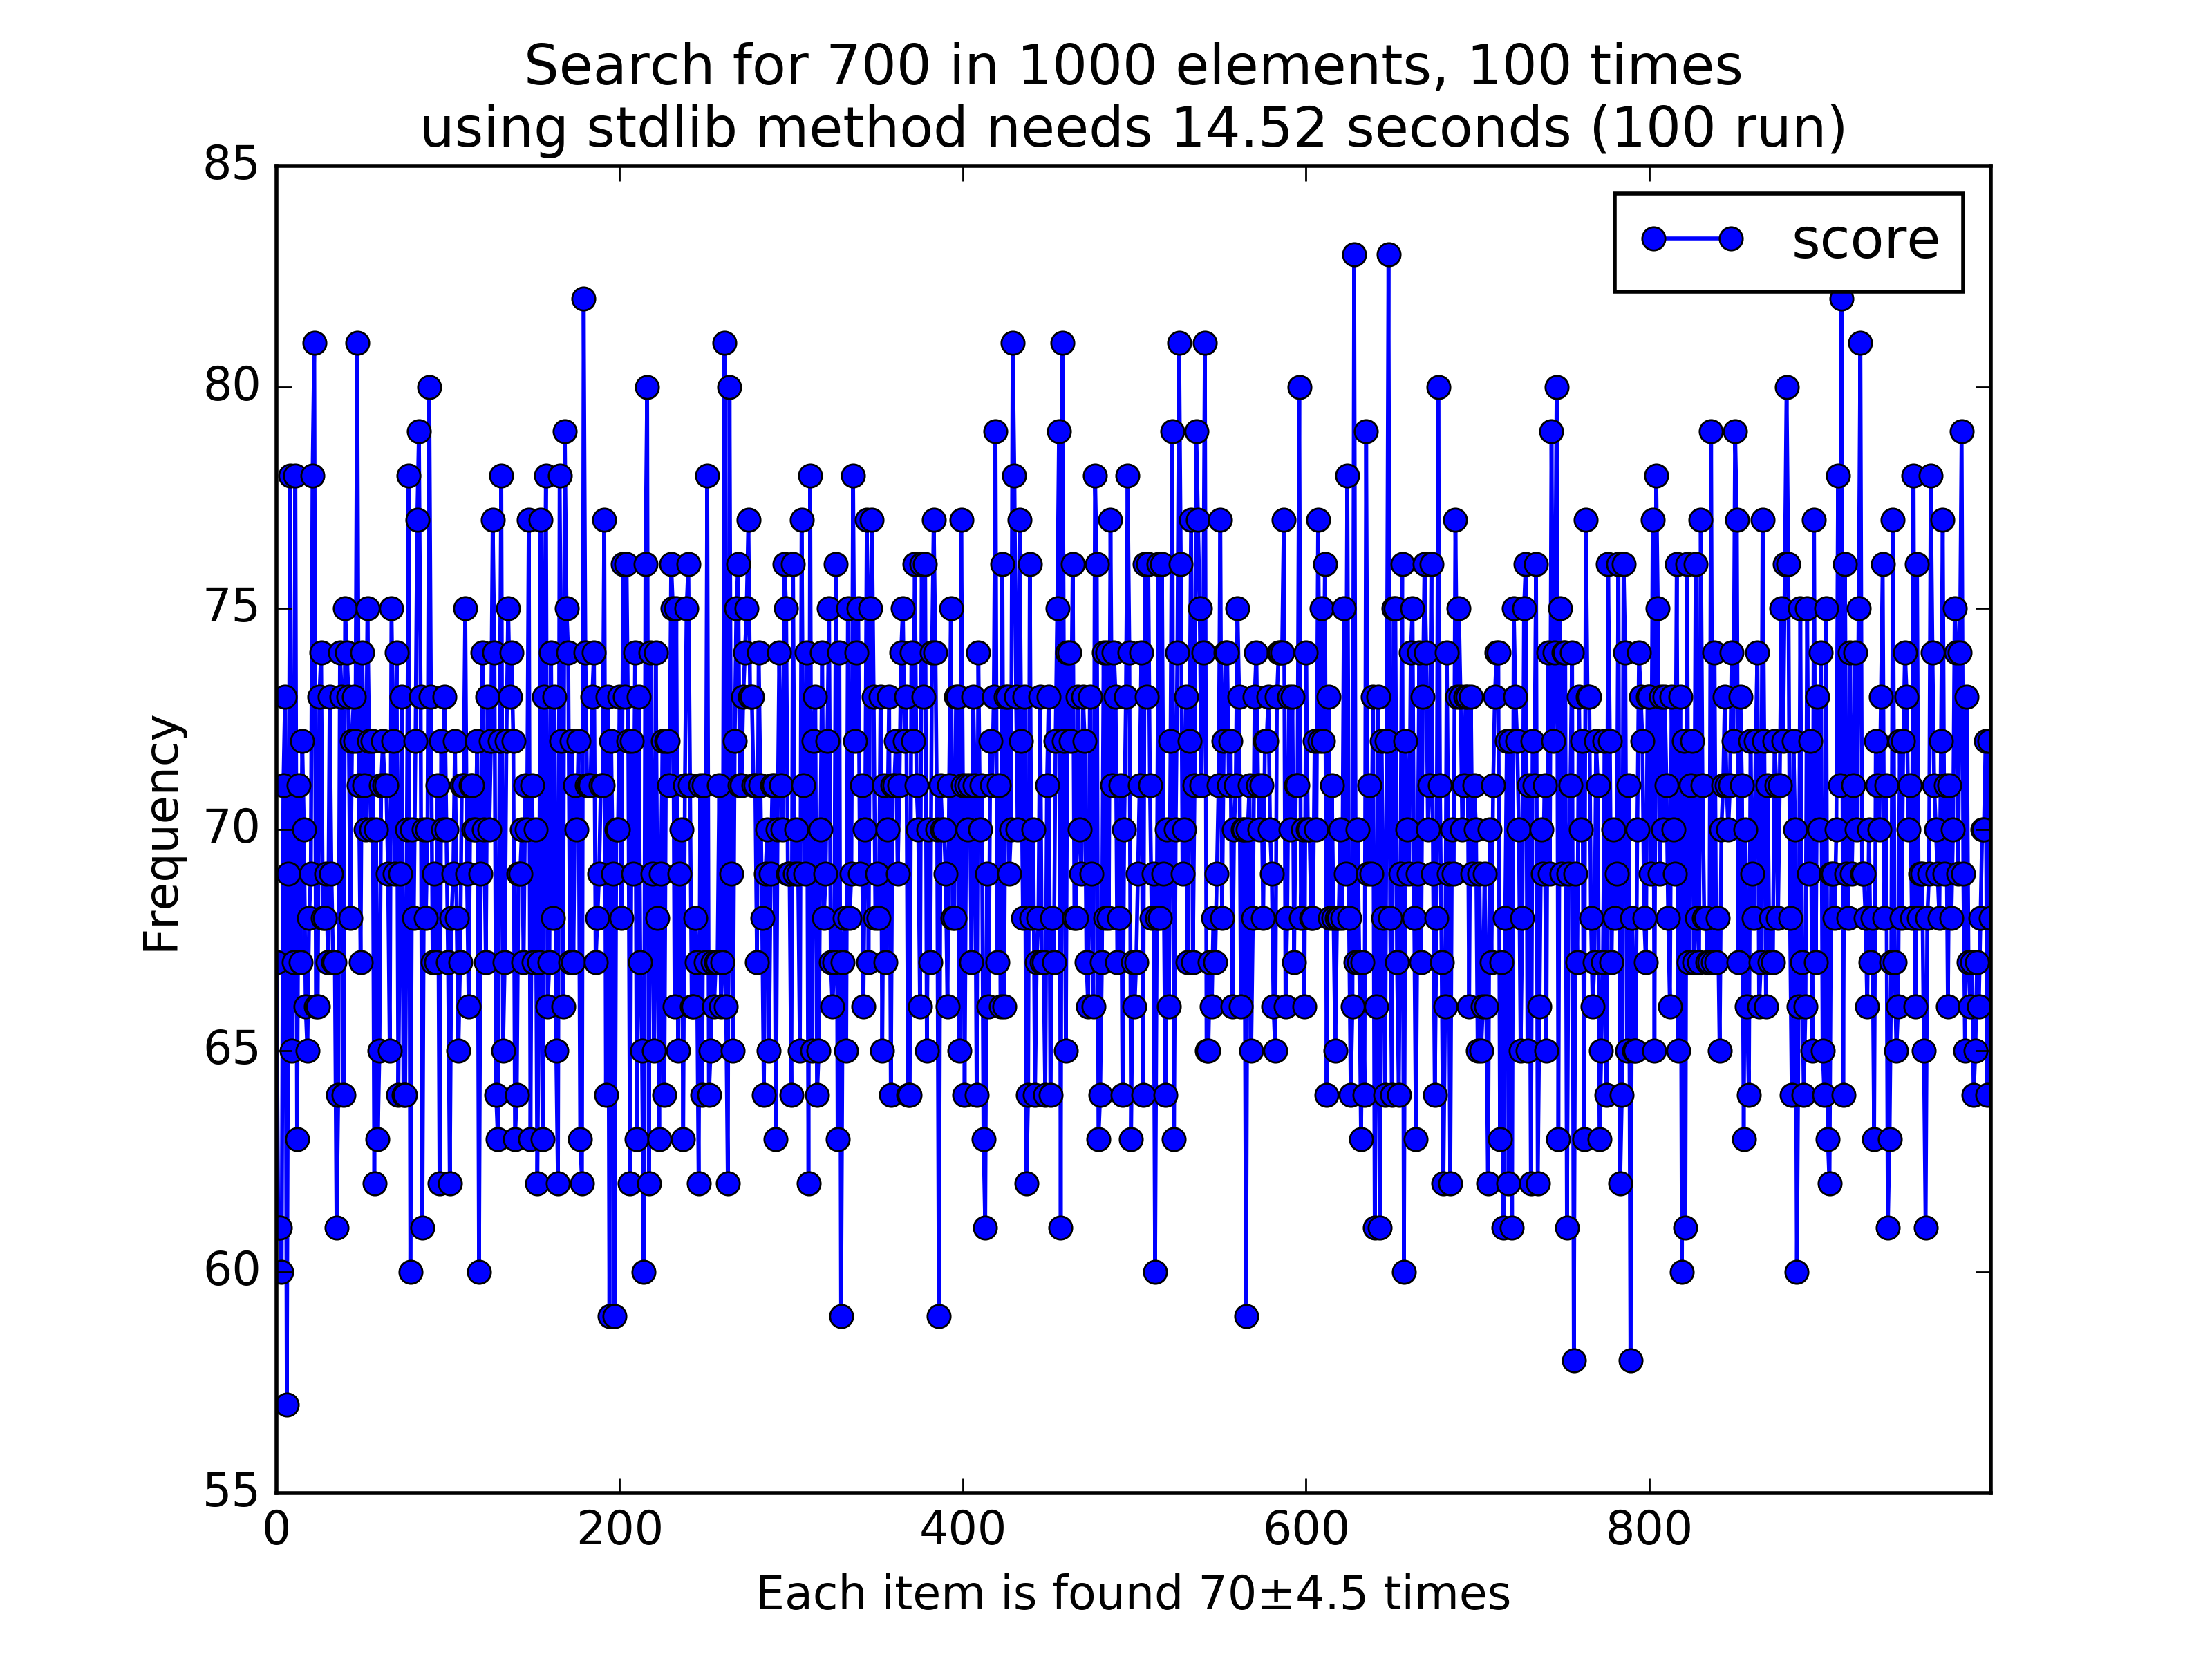 Search for 700 in 1000 elements, 100 times
using stdlib method needs 14.52 seconds (100 run)
85
80
75
70
65
60
55
Frequency
score
0 200 400 600 800
Each item is found 70±4.5 times